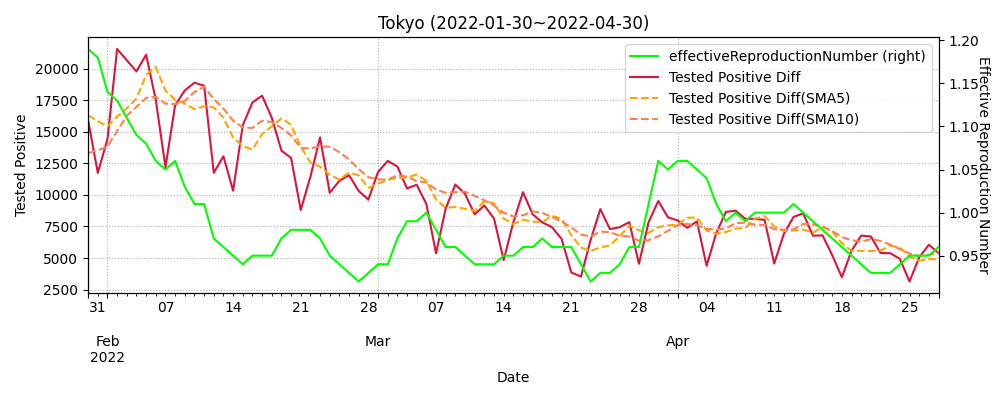 Tokyo (2022-01-30~2022-04-30)
effectiveReproductionNumber (right)
Tested Positive Diff
Tested Positive Diff(SMA5)
Tested Positive Diff(SMA10)
Tested Positive
20000
17500
15000
12500
10000
7500
5000
2500
1.20
1.15
1.10
1.05
1.00
0.95
Effective Reproduction Number
31 07 14 21 28 07 14 21 28 04 11 18 25
Feb Mar Apr
2022
Date